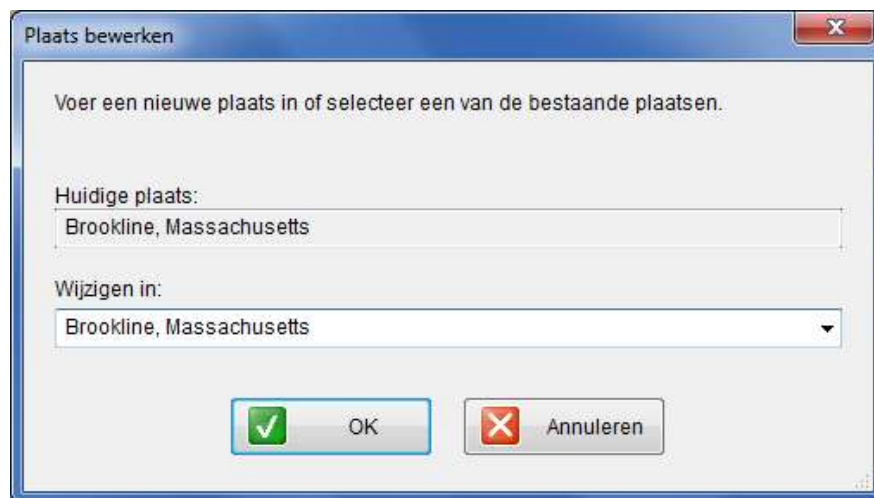 Plaats bewerken
Voer een nieuwe plaats in of selecteer een van de bestaande plaatsen.
Huidige plaats:
Brookline, Massachusetts
Wijzigen in:
Brookline, Massachusetts
OK
Annuleren